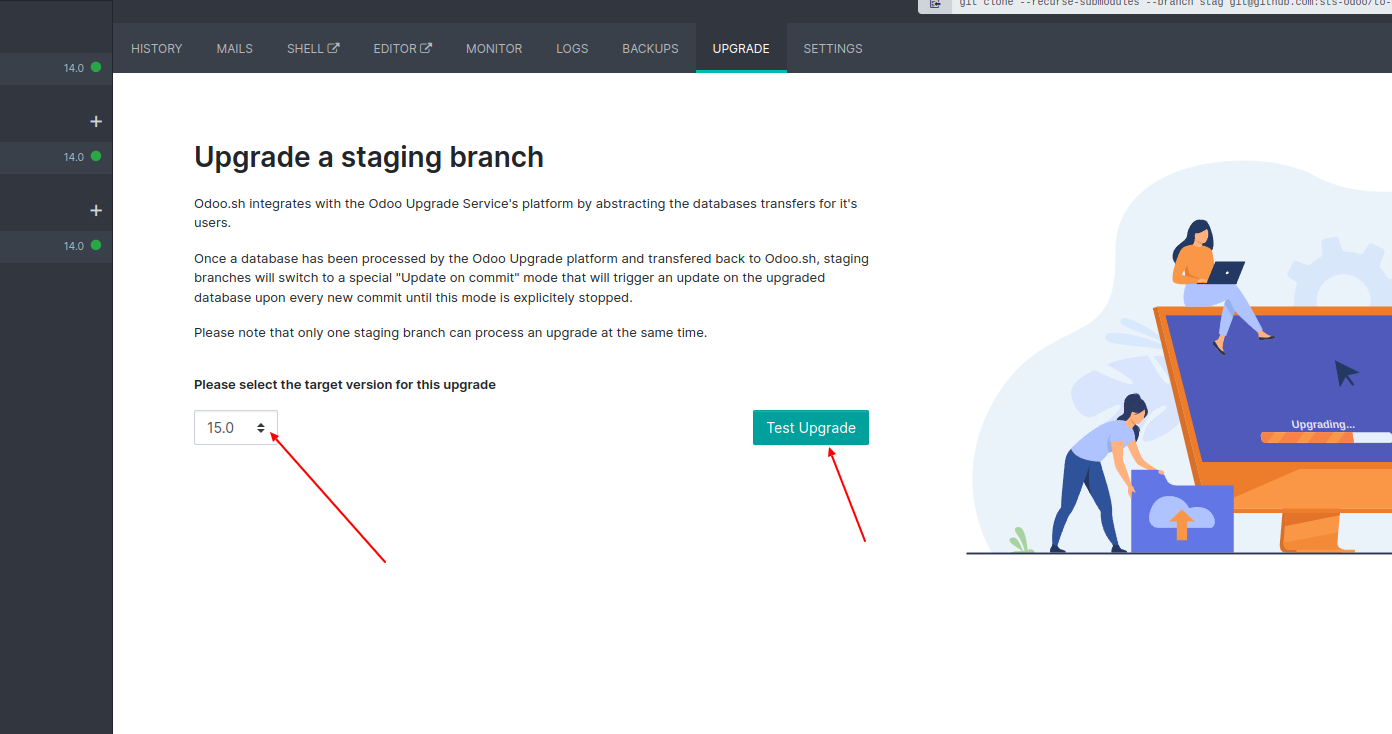 git clone --recurse-submodules --branch stag git@github.com:sts-odoo/to-
HISTORY MAILS SHELL EDITOR MONITOR LOGS BACKUPS UPGRADE SETTINGS
14.0
14.0
14.0
Upgrade a staging branch
Odoo.sh integrates with the Odoo Upgrade Service's platform by abstracting the databases transfers for it's
users.
Once a database has been processed by the Odoo Upgrade platform and transfered back to Odoo.sh, staging
branches will switch to a special "Update on commit" mode that will trigger an update on the upgraded
database upon every new commit until this mode is explicitely stopped.
Please note that only one staging branch can process an upgrade at the same time.
Please select the target version for this upgrade
15.0 Test Upgrade
Upgrading...